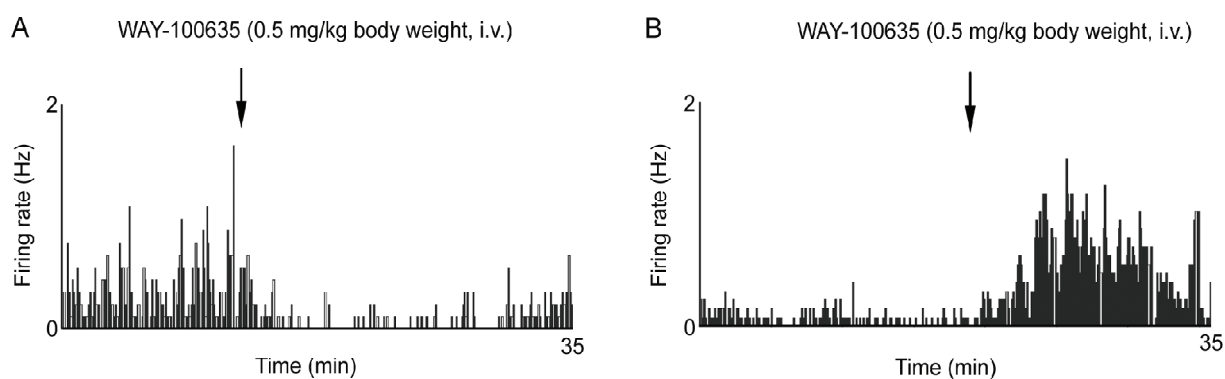 A
WAY-100635 (0.5 mg/kg body weight, i.v.)
2
Firing rate (Hz)
0
35
Time (min)
B
WAY-100635 (0.5 mg/kg body weight, i.v.)
2
Firing rate (Hz)
0
35
Time (min)